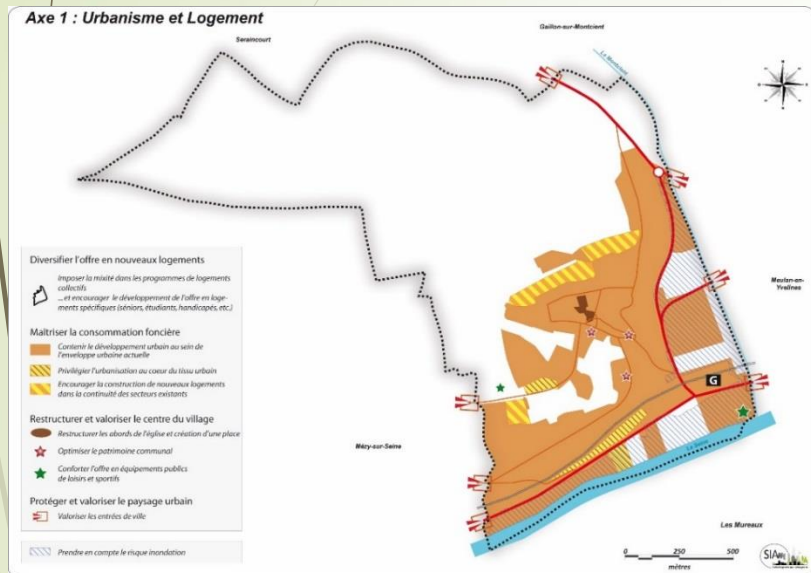 Axe 1 : Urbanisme et Logement
Seraincourt
Gaillon-sur-Montcient
Le Montcient
Meulan-en-
Yvelines
Diversifier l'offre en nouveaux logements
Imposer la mixité dans les programmes de logements
collectifs
...et encourager le développement de l'offre en loge-
ments spécifiques (séniors, étudiants, handicapés, etc.)
Maîtriser la consommation foncière
Contenir le développement urbain au sein de
l'enveloppe urbaine actuelle
Privilégier l'urbanisation au coeur du tissu urbain
Encourager la construction de nouveaux logements
dans la continuité des secteurs existants
Restructurer et valoriser le centre du village
Restructurer les abords de l'église et création d'une place
Optimiser le patrimoine communal
Conforter l'offre en équipements publics
de loisirs et sportifs
Protéger et valoriser le paysage urbain
Valoriser les entrées de ville
Prendre en compte le risque inondation
G
Mézy-sur-Seine
La Seine
Les Mureaux
0 250 500
mètres
SIAM